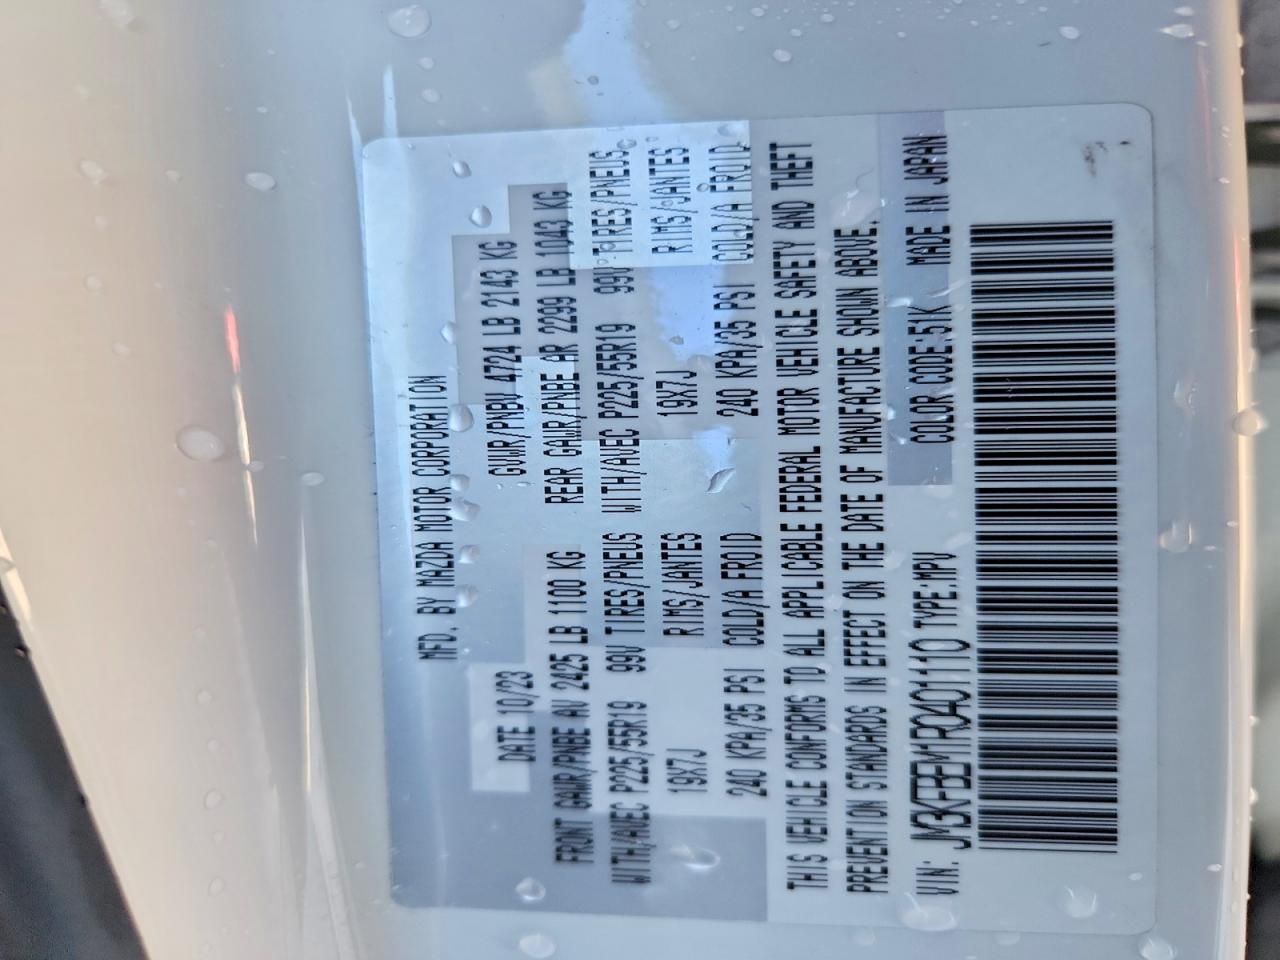 MFD. BY MAZDA MOTOR CORPORATION
DATE 10/23 GVWR/PNBV 4724 LB 2143 KG
FRONT GAWR/PNBE AV 2425 LB 1100 KG REAR GAWR/PNBE AR 2299 LB 1043 KG
WITH/AVEC P225/55R19 99V TIRES/PNEUS WITH/AVEC P225/55R19 99V TIRES/PNEUS
19X7J RIMS/JANTES 19X7J RIMS/JANTES
240 KPA/35 PSI COLD/A FROID 240 KPA/35 PSI COLD/A FROID
THIS VEHICLE CONFORMS TO ALL APPLICABLE FEDERAL MOTOR VEHICLE SAFETY AND THEFT
PREVENTION STANDARDS IN EFFECT ON THE DATE OF MANUFACTURE SHOWN ABOVE.
VIN: JM3KFBEM1R0401110 TYPE:MPV COLOR CODE:51K MADE IN JAPAN